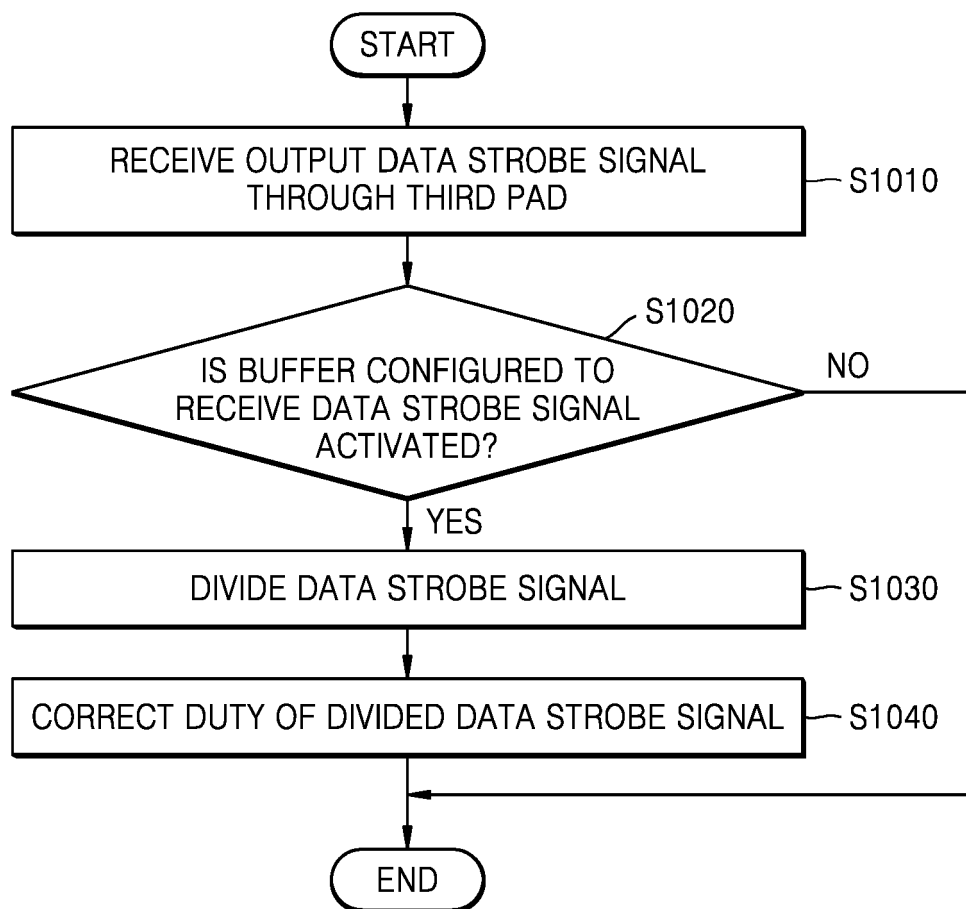 START
RECEIVE OUTPUT DATA STROBE SIGNAL
THROUGH THIRD PAD
S1010
S1020
IS BUFFER CONFIGURED TO
RECEIVE DATA STROBE SIGNAL
ACTIVATED?
NO
YES
DIVIDE DATA STROBE SIGNAL
S1030
CORRECT DUTY OF DIVIDED DATA STROBE SIGNAL
S1040
END